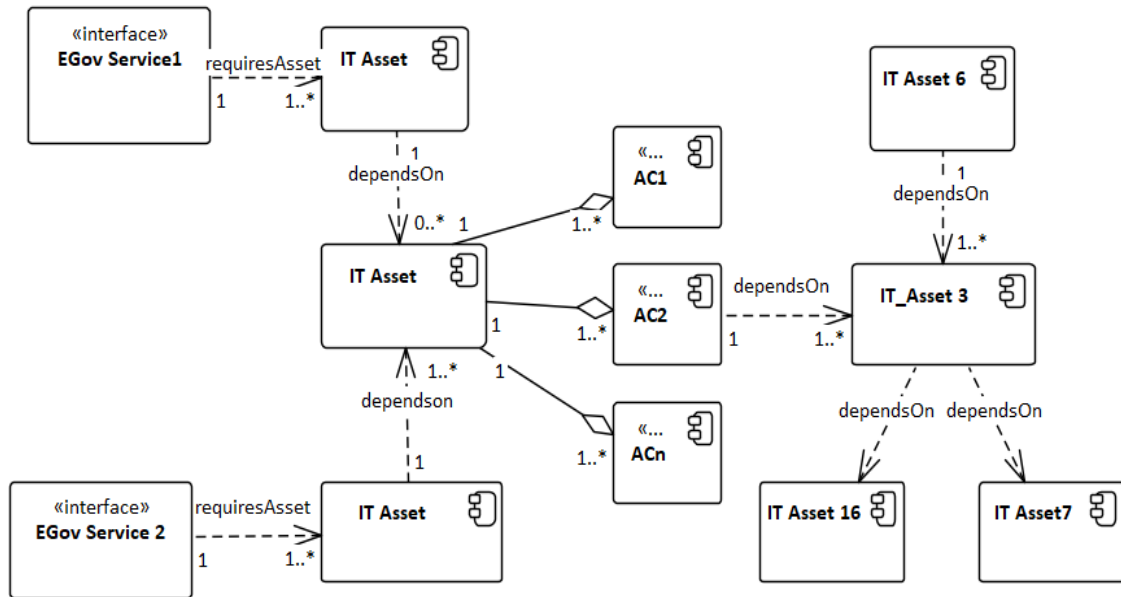 «interface»
EGov Service1
requiresAsset
1
1..*
IT Asset
1
dependsOn
0..*
IT Asset
1
1..*
«...
AC1
1
1..*
«...
AC2
1
1..*
«...
ACn
dependsOn
1
1..*
IT Asset 6
1
dependsOn
1..*
IT_Asset 3
dependsOn
dependsOn
IT Asset 16
IT Asset7
1..*
dependson
1
IT Asset
«interface»
EGov Service 2
requiresAsset
1
1..*